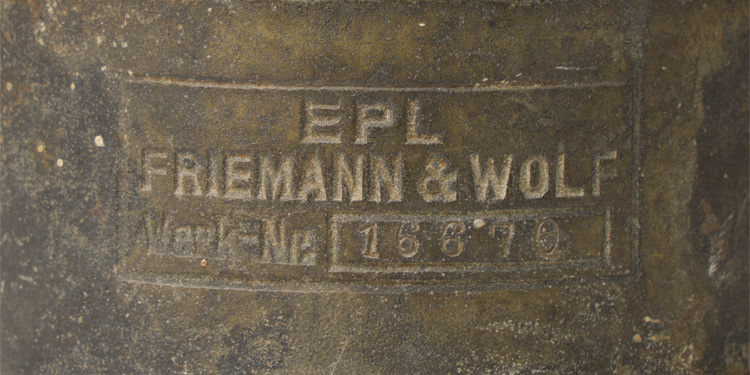 EPL
FRIEMANN & WOLF
Werk-Nr. 16670